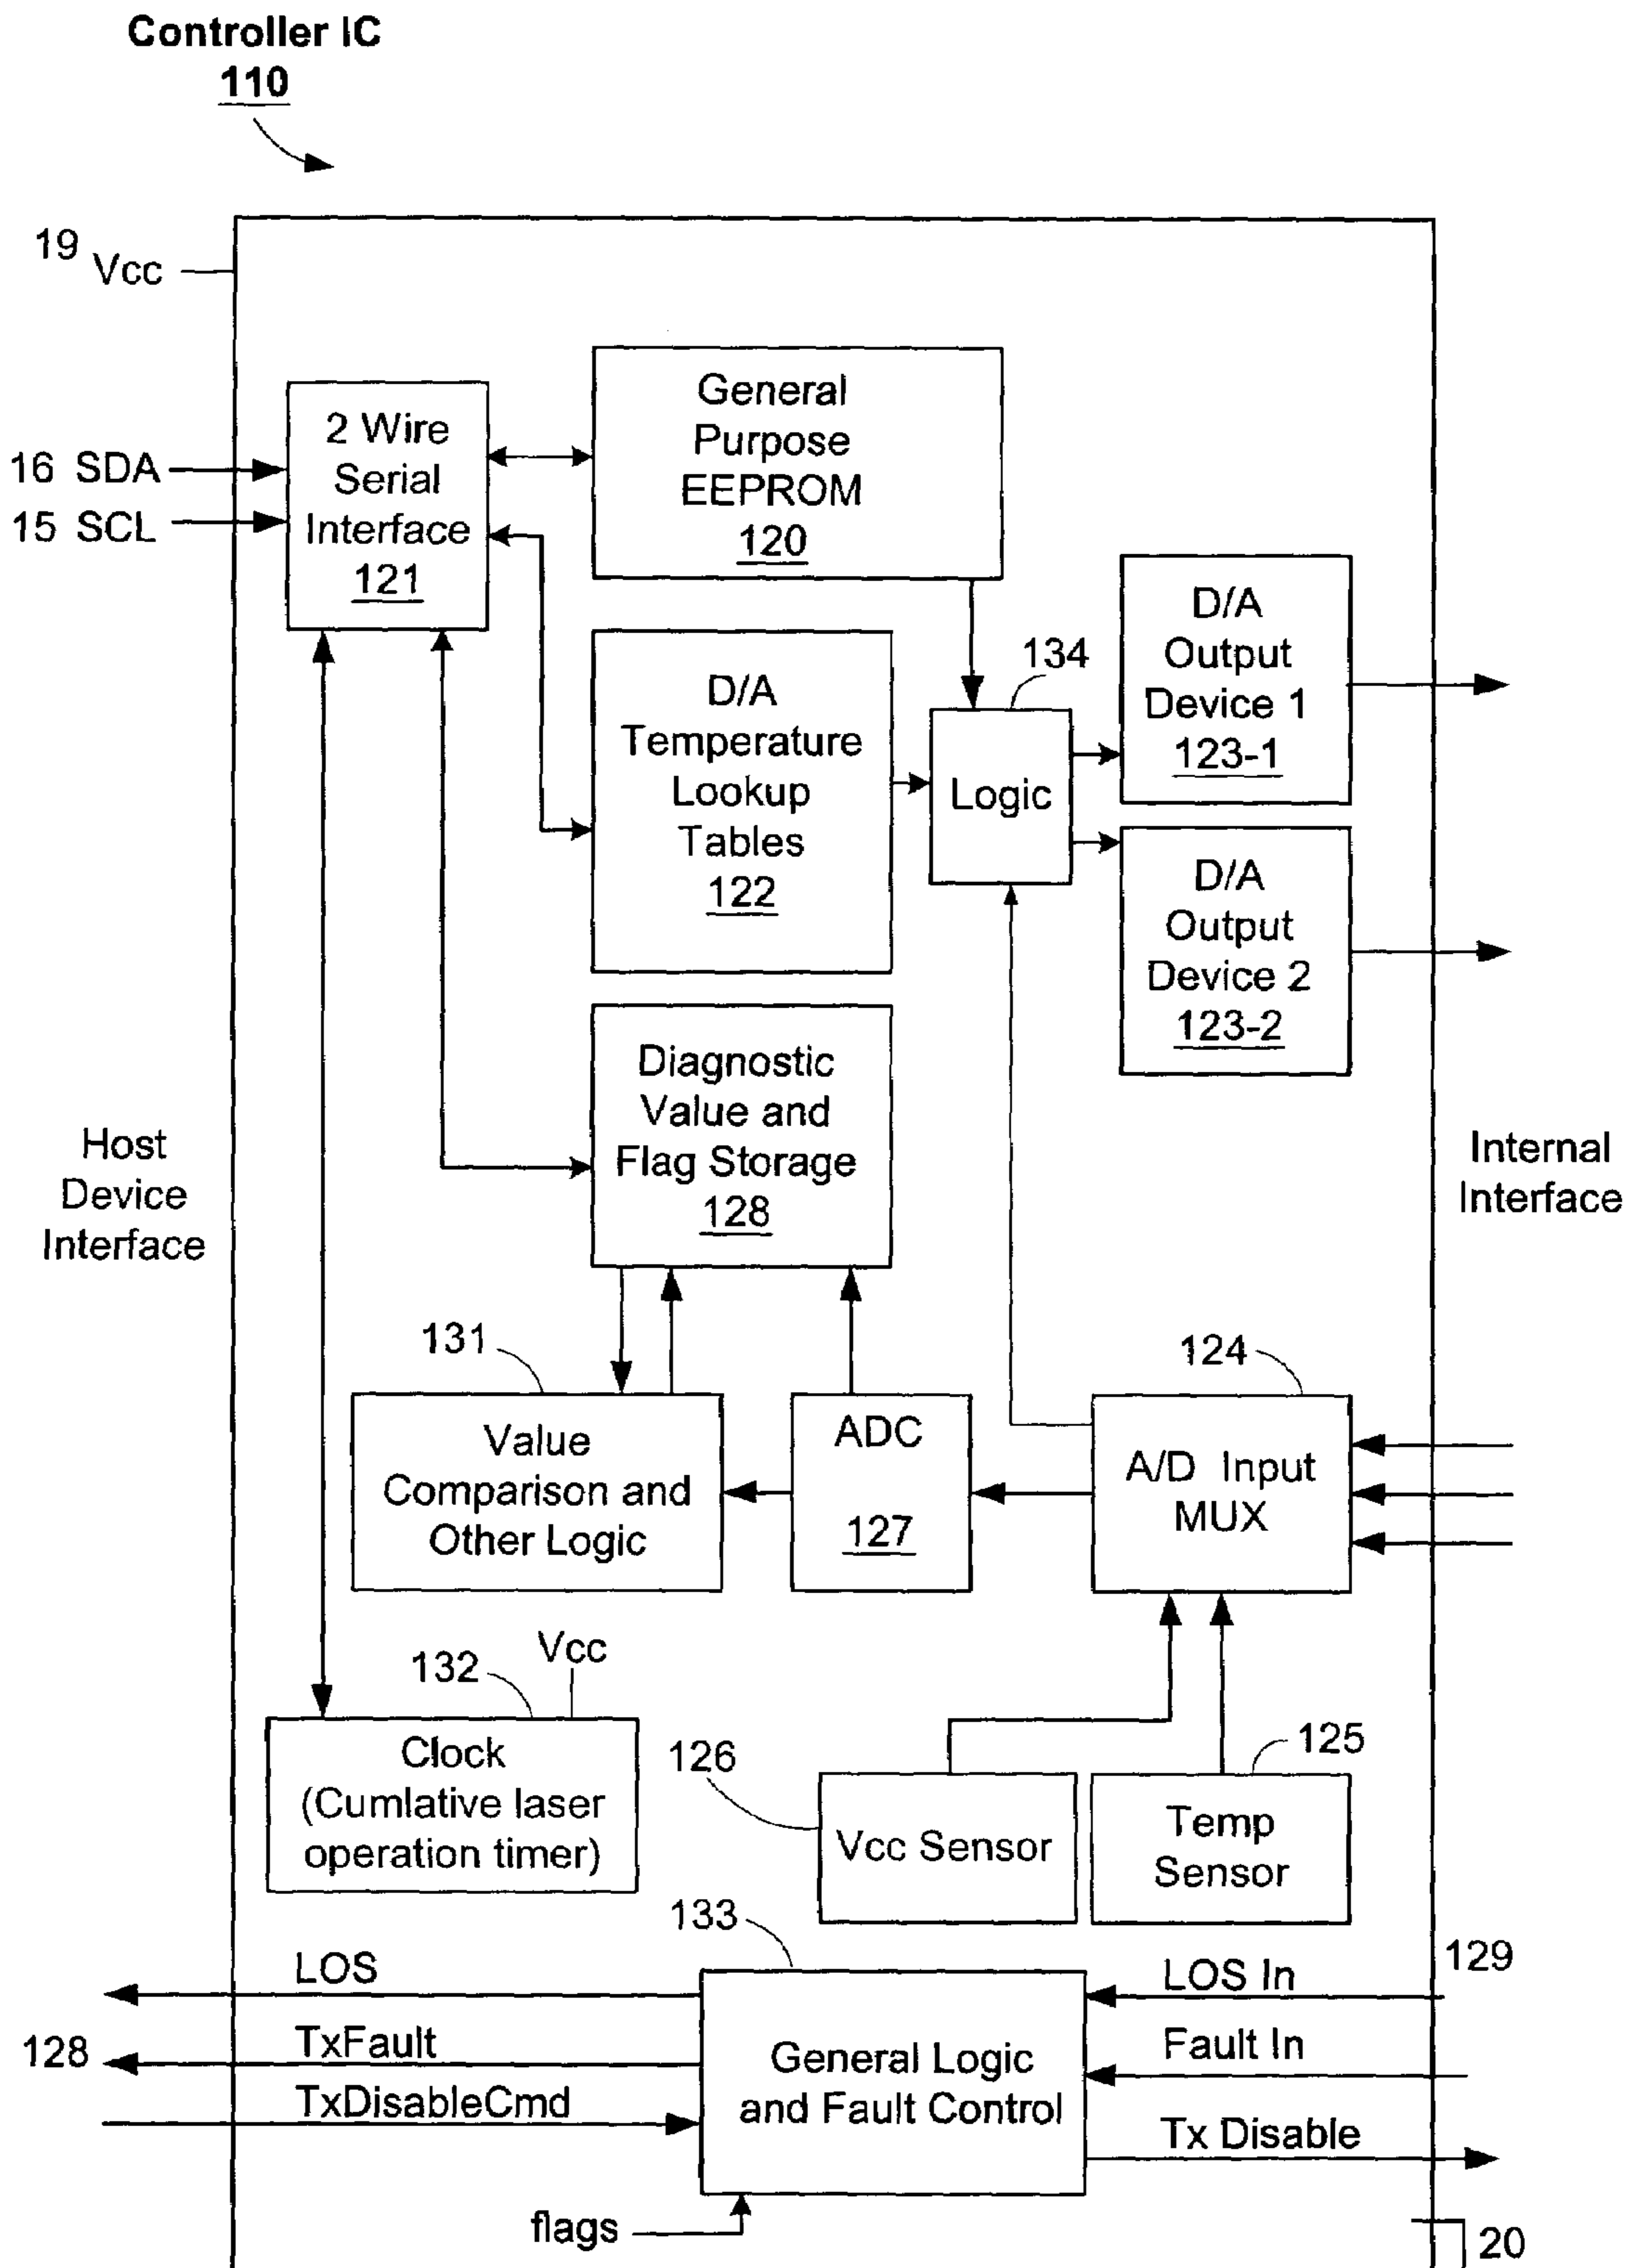 Controller IC
110
19
Vcc
2 Wire
Serial
Interface
121
16 SDA
15 SCL
General
Purpose
EEPROM
120
D/A
Temperature
Lookup
Tables
122
134
Logic
D/A
Output
Device 1
123-1
D/A
Output
Device 2
123-2
Diagnostic
Value and
Flag Storage
128
Host
Device
Interface
Internal
Interface
131
Value
Comparison and
Other Logic
ADC
127
124
A/D Input
MUX
132
Vcc
Clock
(Cumlative laser
operation timer)
126
Vcc Sensor
125
Temp
Sensor
133
General Logic
and Fault Control
LOS
128
TxFault
TxDisableCmd
129
LOS In
Fault In
Tx Disable
flags
20